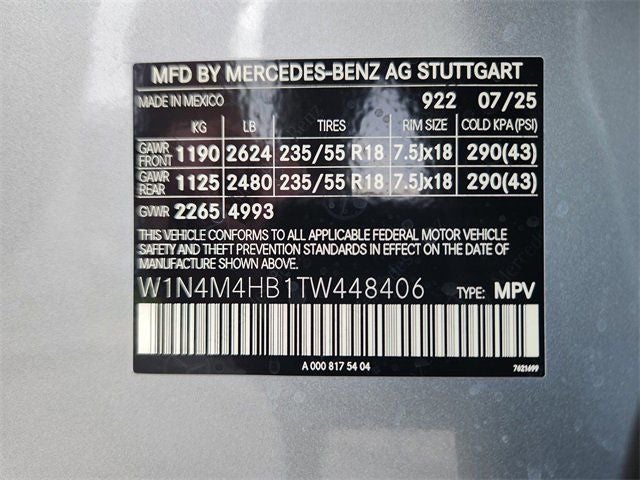 MFD BY MERCEDES-BENZ AG STUTTGART
MADE IN MEXICO 922 07/25
KG LB TIRES RIM SIZE COLD KPA(PSI)
GAWR FRONT 1190 2624 235/55 R18 7.5Jx18 290(43)
GAWR REAR 1125 2480 235/55 R18 7.5Jx18 290(43)
GVWR 2265 4993
THIS VEHICLE CONFORMS TO ALL APPLICABLE FEDERAL MOTOR VEHICLE
SAFETY AND THEFT PREVENTION STANDARDS IN EFFECT ON THE DATE OF
MANUFACTURE SHOWN ABOVE.
W1N4M4HB1TW448406 TYPE: MPV
A 000 817 54 04 7621699